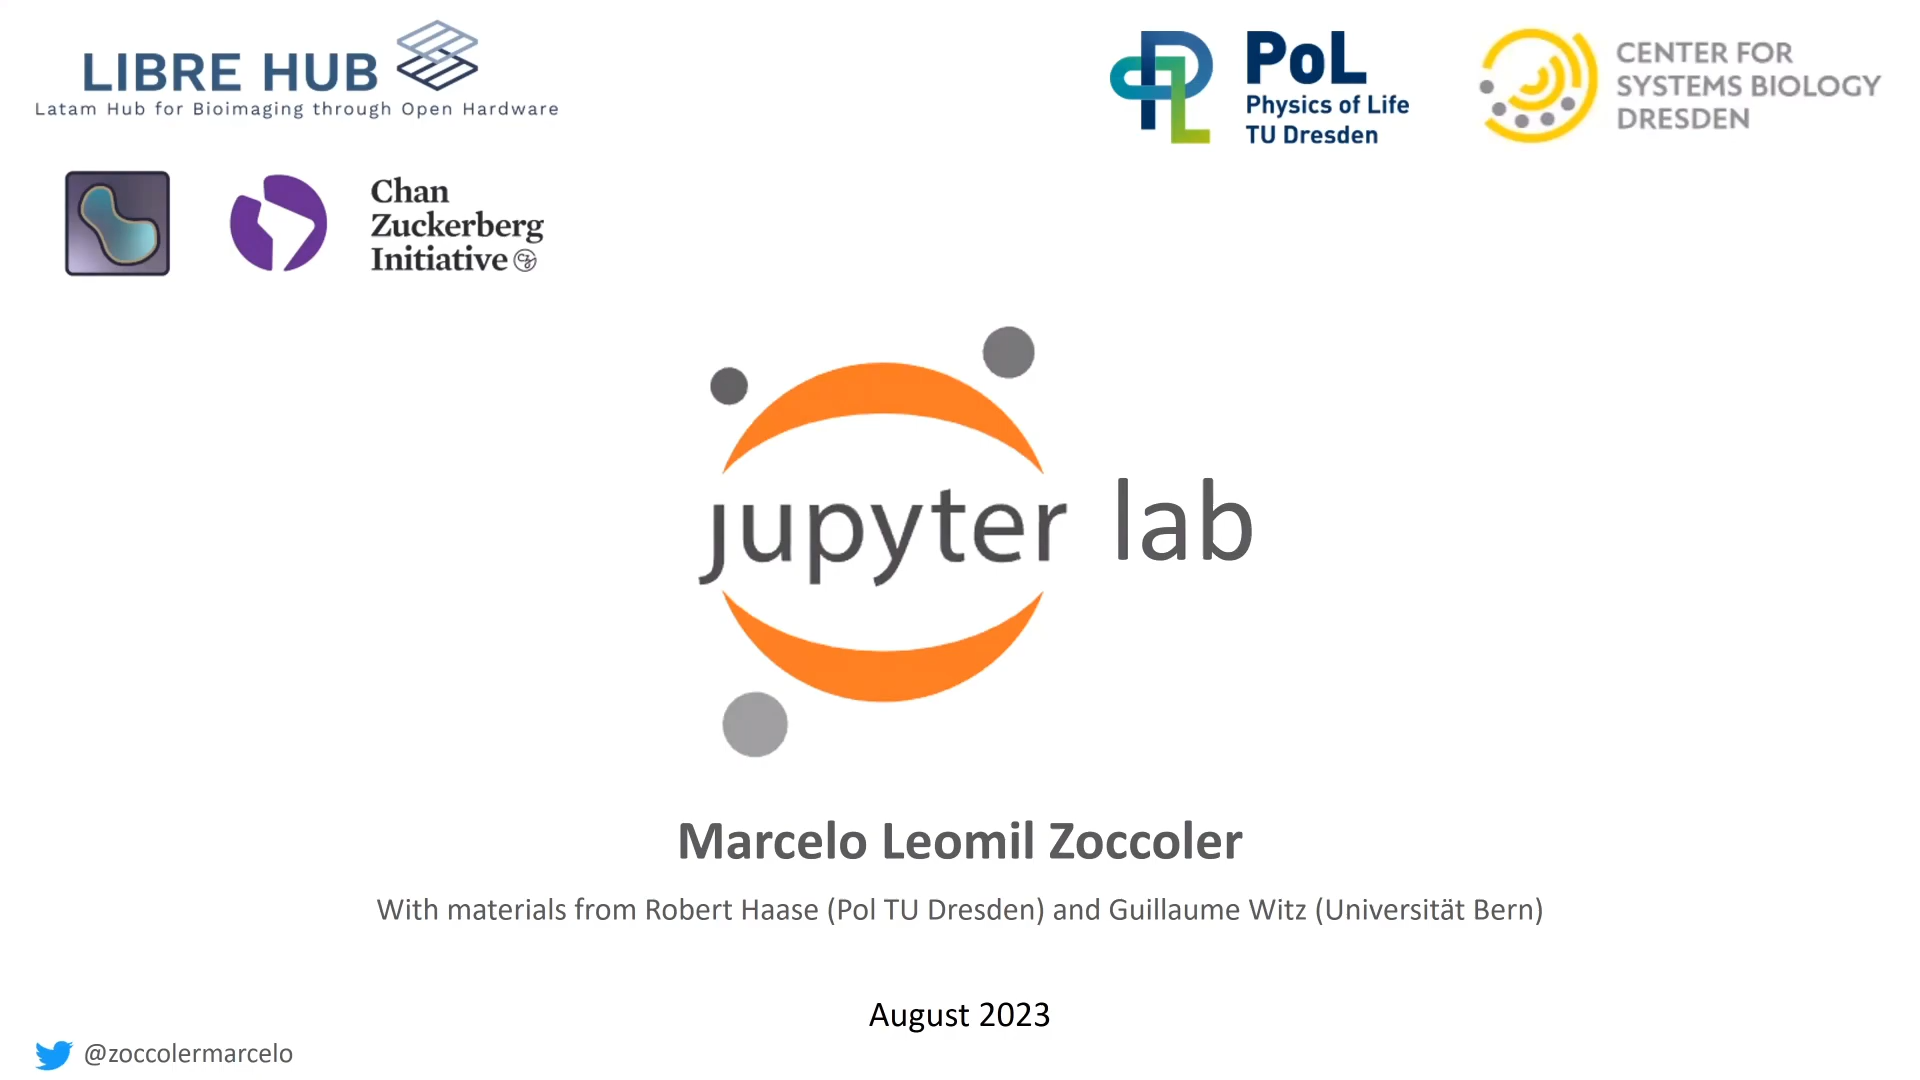 LIBRE HUB
Latam Hub for Bioimaging through Open Hardware
PoL
Physics of Life
TU Dresden
CENTER FOR
SYSTEMS BIOLOGY
DRESDEN
Chan
Zuckerberg
Initiative
CZI
jupyter lab
Marcelo Leomil Zoccoler
With materials from Robert Haase (Pol TU Dresden) and Guillaume Witz (Universität Bern)
August 2023
@zoccolermarcelo